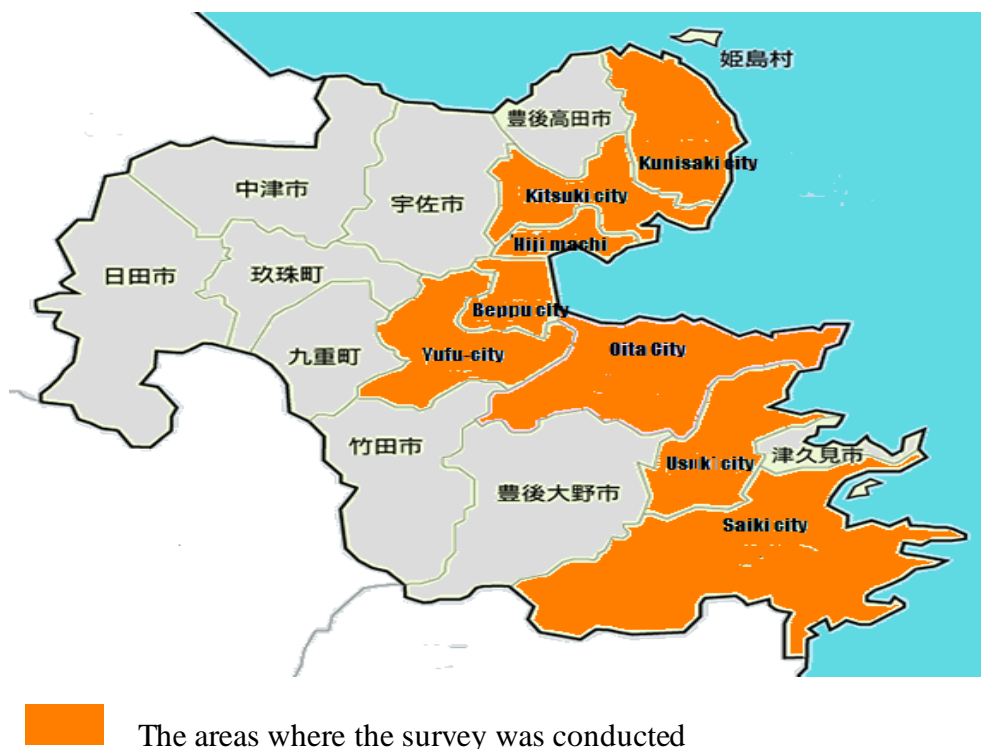 姫島村
豊後高田市
Kunisaki city
中津市
Kitsuki city
宇佐市
Hiji machi
日田市
玖珠町
Beppu city
九重町
Yufu-city
Oita City
竹田市
Usuki city
津久見市
豊後大野市
Saiki city
The areas where the survey was conducted